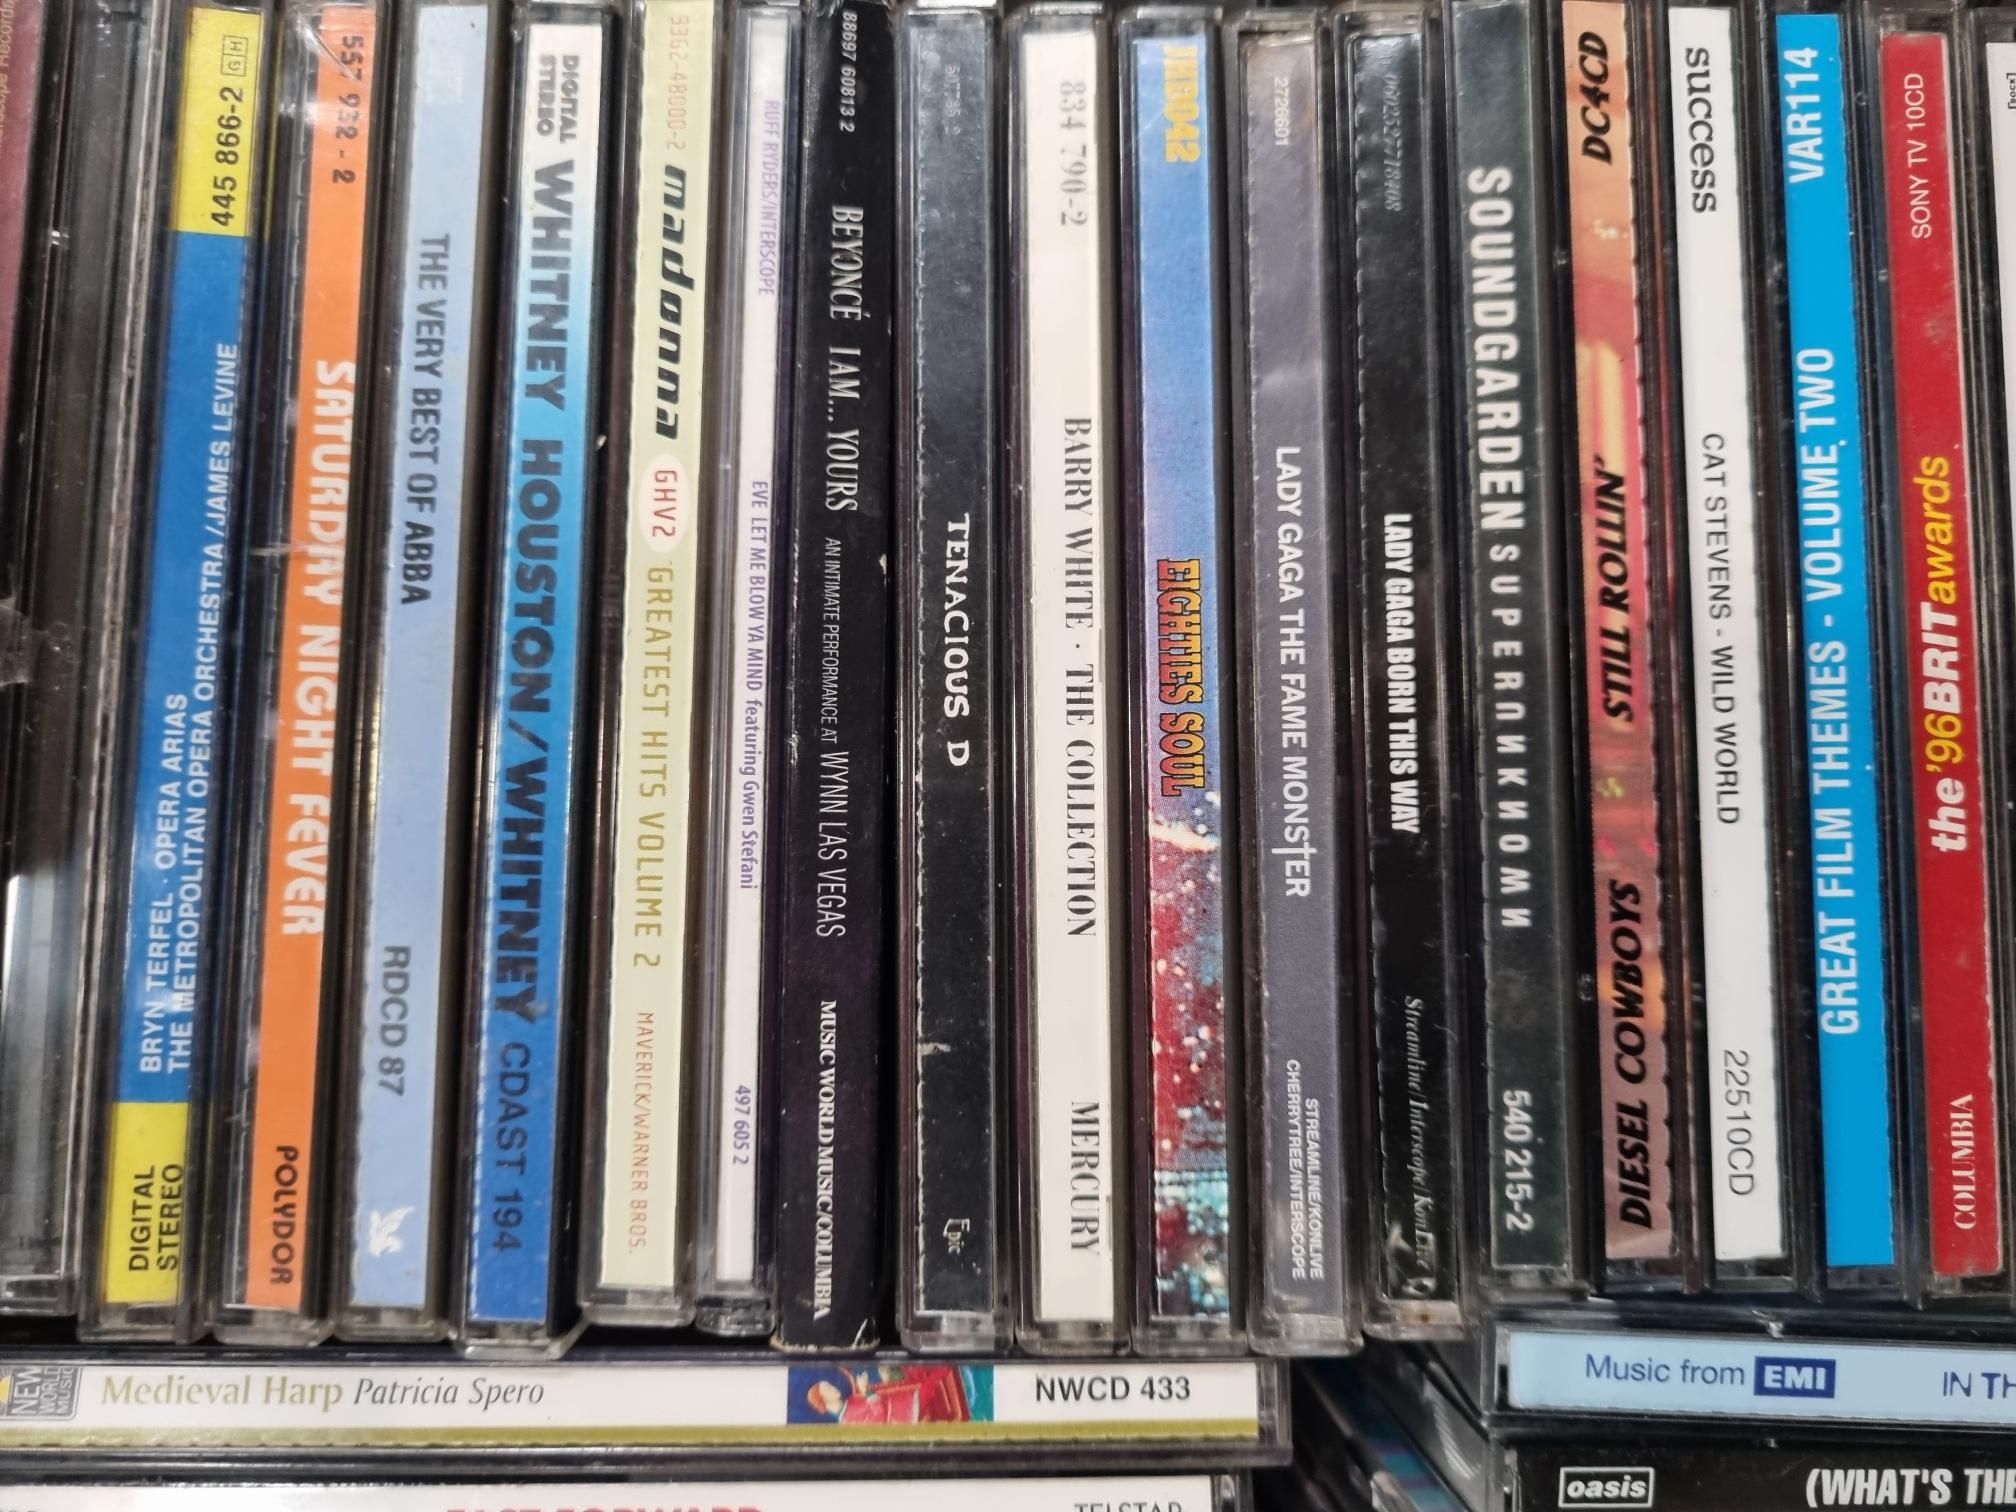 445 866-2 GH
BRYN TERFEL · OPERA ARIAS
THE METROPOLITAN OPERA ORCHESTRA / JAMES LEVINE
DIGITAL
STEREO
557 932 - 2
SATURDAY NIGHT FEVER
POLYDOR
THE VERY BEST OF ABBA
RDCD 87
DIGITAL
STEREO
WHITNEY HOUSTON/WHITNEY CDAST 194
9362-48000-2 madonna GHV2 GREATEST HITS VOLUME 2 MAVERICK/WARNER BROS.
RUFF RYDERS/INTERSCOPE
EVE LET ME BLOW YA MIND featuring Gwen Stefani
497 605 2
88697 60813 2
BEYONCÉ I AM... YOURS AN INTIMATE PERFORMANCE AT WYNN LAS VEGAS
MUSIC WORLD MUSIC/COLUMBIA
TENACIOUS D
Epic
834 790-2
BARRY WHITE · THE COLLECTION
MERCURY
JHD042
EIGHTIES SOUL
2726601
LADY GAGA THE FAME MONSTER
STREAMLINE/KONLIVE
CHERRYTREE/INTERSCOPE
LADY GAGA BORN THIS WAY
Streamline/Interscope/KonLive
SOUNDGARDEN SUPERUNKNOWN
540 215-2
DC4CD
STILL ROLLIN'
DIESEL COWBOYS
success
CAT STEVENS - WILD WORLD
22510CD
VAR114
GREAT FILM THEMES - VOLUME TWO
SONY TV 10CD
the '96 BRIT awards
COLUMBIA
NEW WORLD MUSIC
Medieval Harp Patricia Spero
NWCD 433
Music from EMI
IN TH
TELSTAR
oasis
(WHAT'S THE